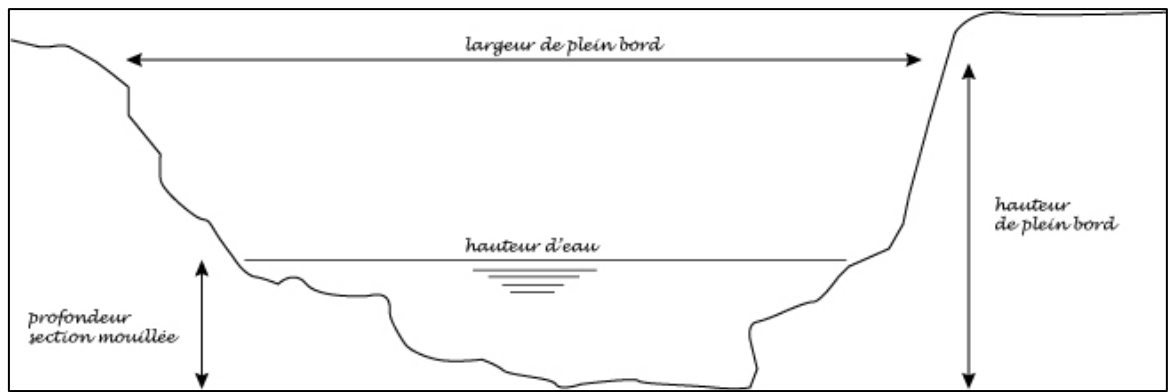 largeur de plein bord
hauteur
de plein bord
hauteur d'eau
profondeur
section mouillée